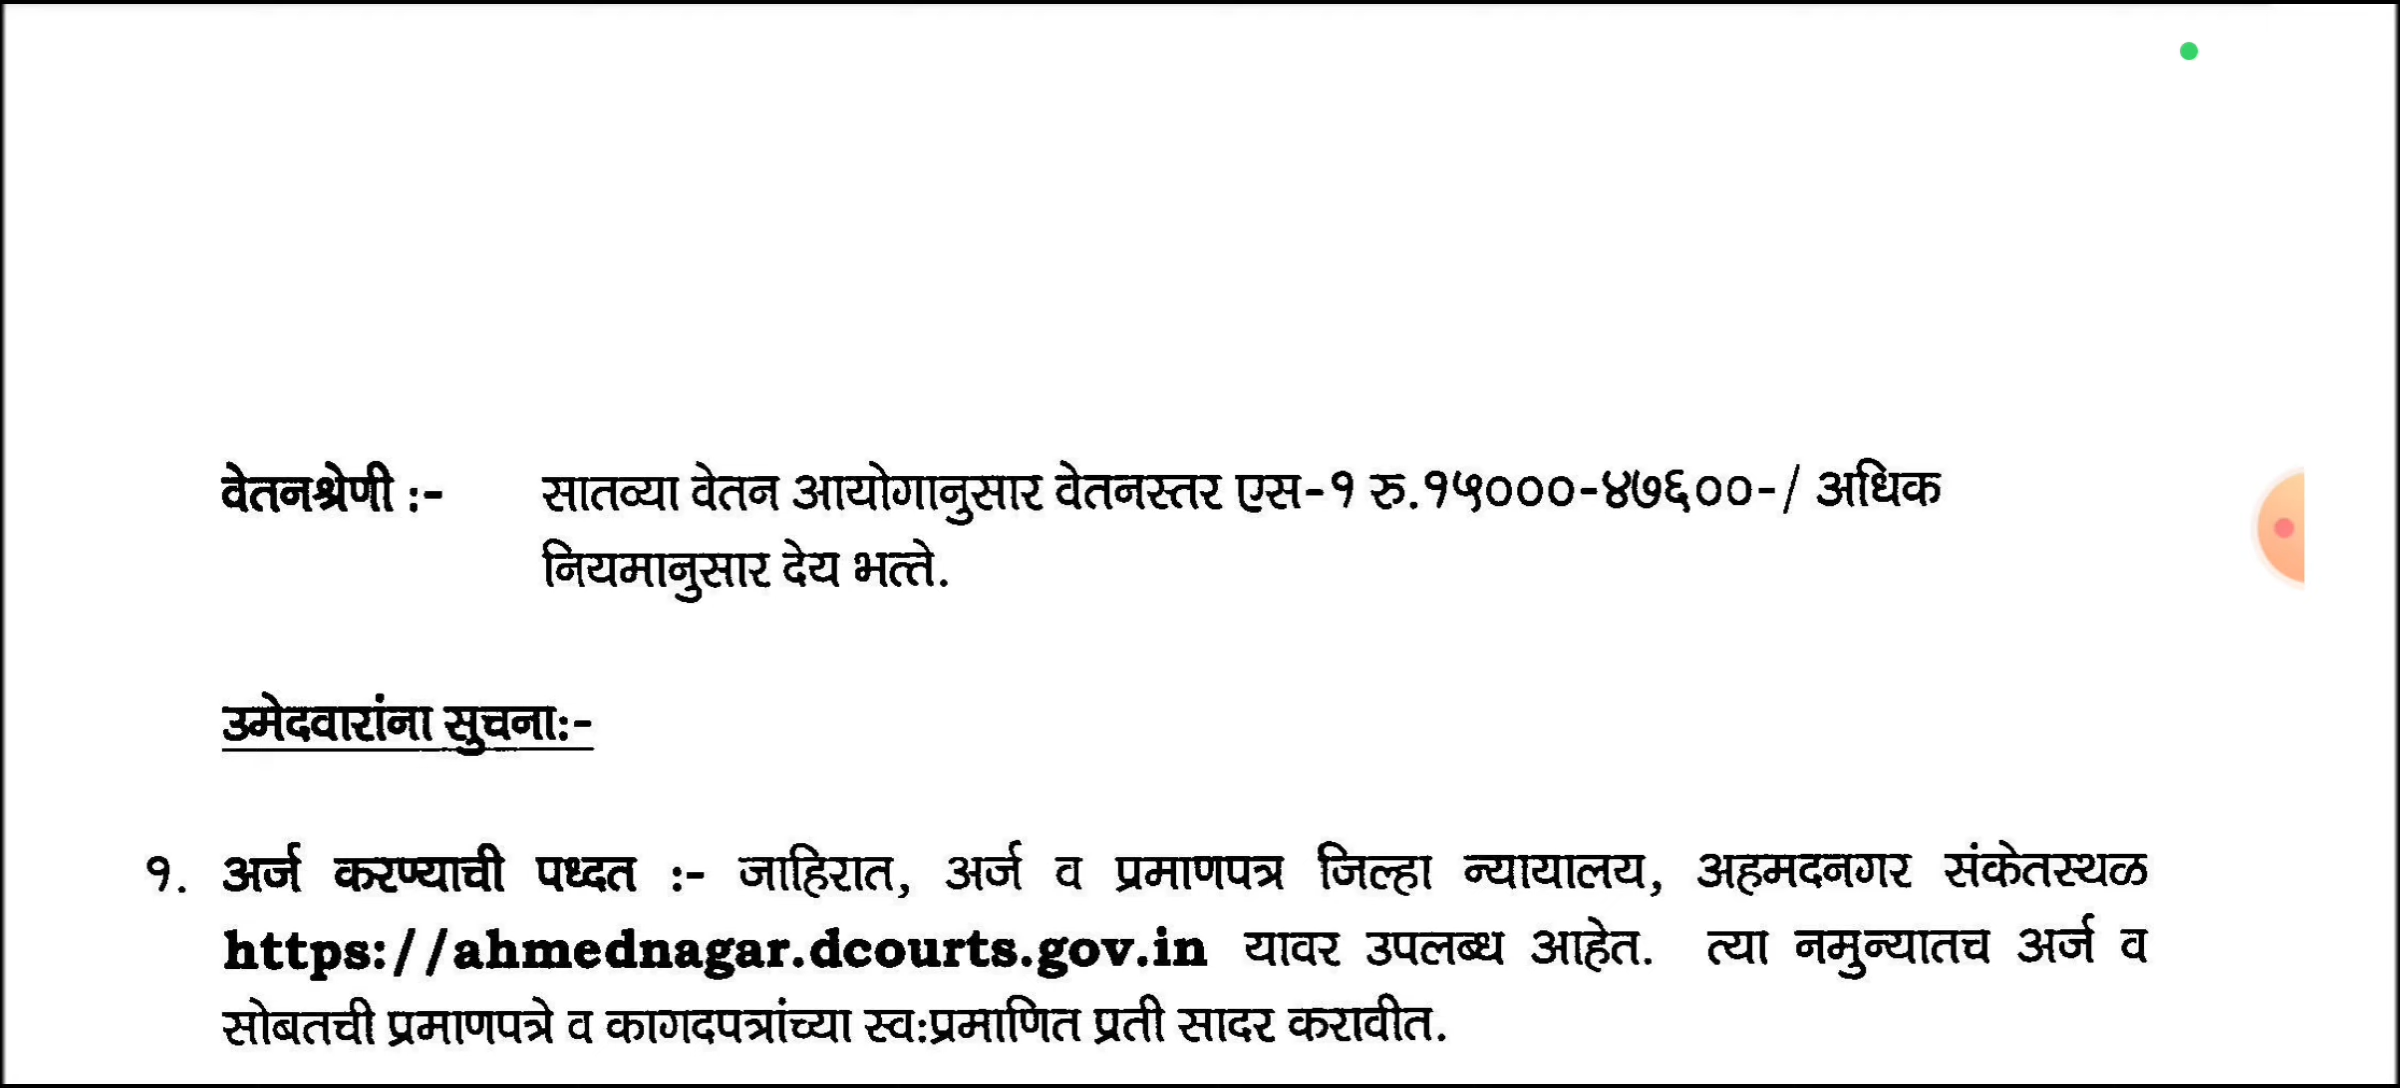 वेतनश्रेणी :- सातव्या वेतन आयोगानुसार वेतनस्तर एस-१ रु.१५०००-४७६००-/ अधिक
नियमानुसार देय भत्ते.
उमेदवारांना सुचना:-
१. अर्ज करण्याची पध्दत :- जाहिरात, अर्ज व प्रमाणपत्र जिल्हा न्यायालय, अहमदनगर संकेतस्थळ
https://ahmednagar.dcourts.gov.in यावर उपलब्ध आहेत. त्या नमुन्यातच अर्ज व
सोबतची प्रमाणपत्रे व कागदपत्रांच्या स्व:प्रमाणित प्रती सादर करावीत.